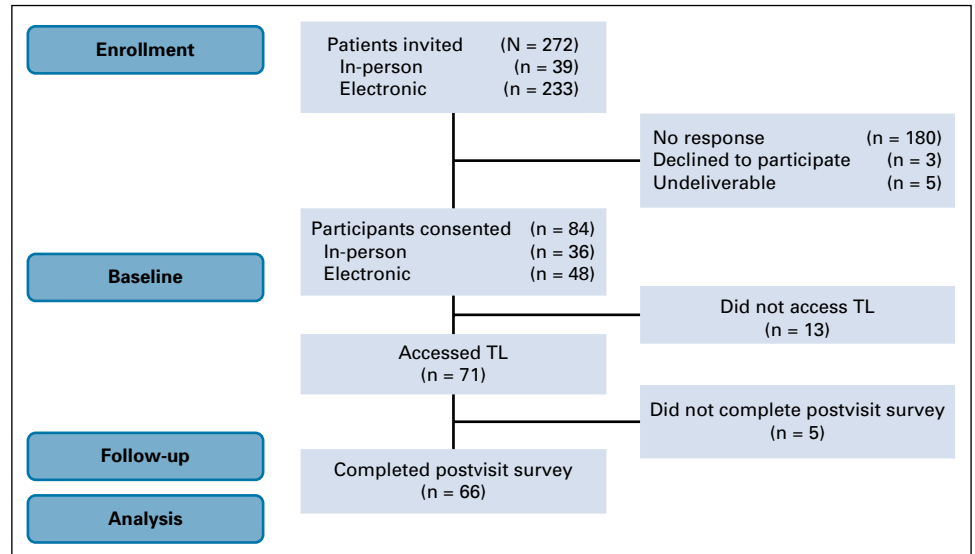 Enrollment
Patients invited (N = 272)
In-person (n = 39)
Electronic (n = 233)
No response (n = 180)
Declined to participate (n = 3)
Undeliverable (n = 5)
Participants consented (n = 84)
In-person (n = 36)
Electronic (n = 48)
Baseline
Did not access TL
(n = 13)
Accessed TL
(n = 71)
Did not complete postvisit survey
(n = 5)
Follow-up
Completed postvisit survey
(n = 66)
Analysis